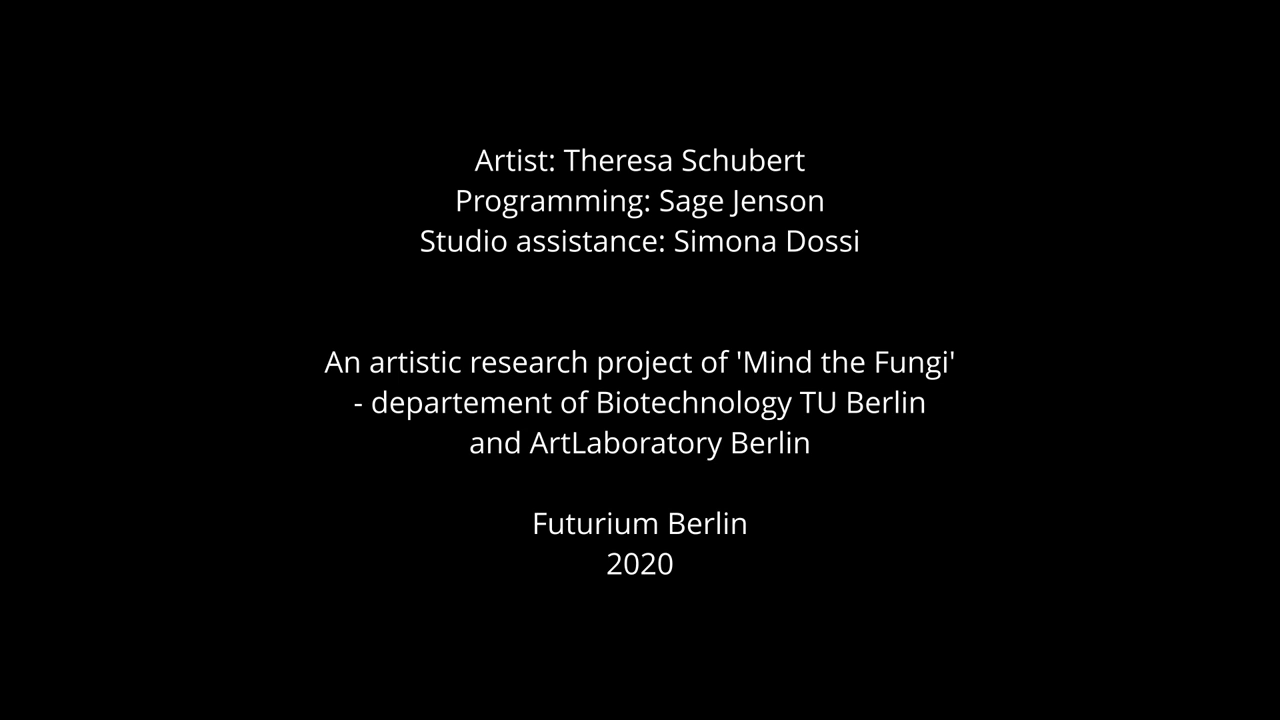 Artist: Theresa Schubert
Programming: Sage Jenson
Studio assistance: Simona Dossi
An artistic research project of 'Mind the Fungi'
- departement of Biotechnology TU Berlin
and ArtLaboratory Berlin
Futurium Berlin
2020